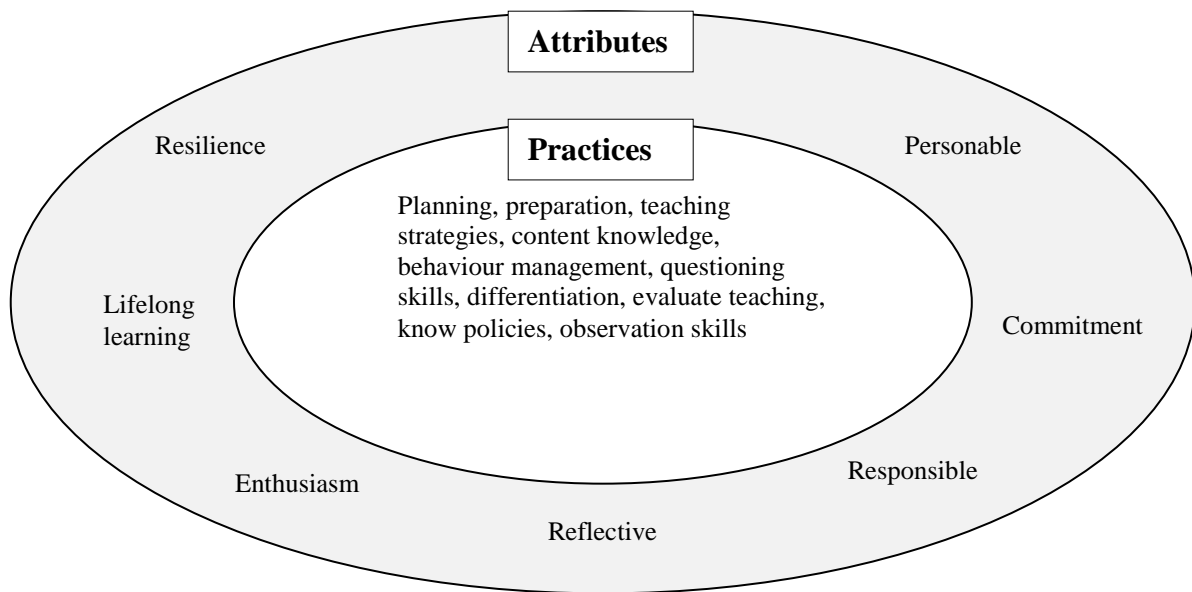 Attributes
Resilience
Personable
Practices
Planning, preparation, teaching
strategies, content knowledge,
behaviour management, questioning
skills, differentiation, evaluate teaching,
know policies, observation skills
Lifelong
learning
Commitment
Enthusiasm
Responsible
Reflective